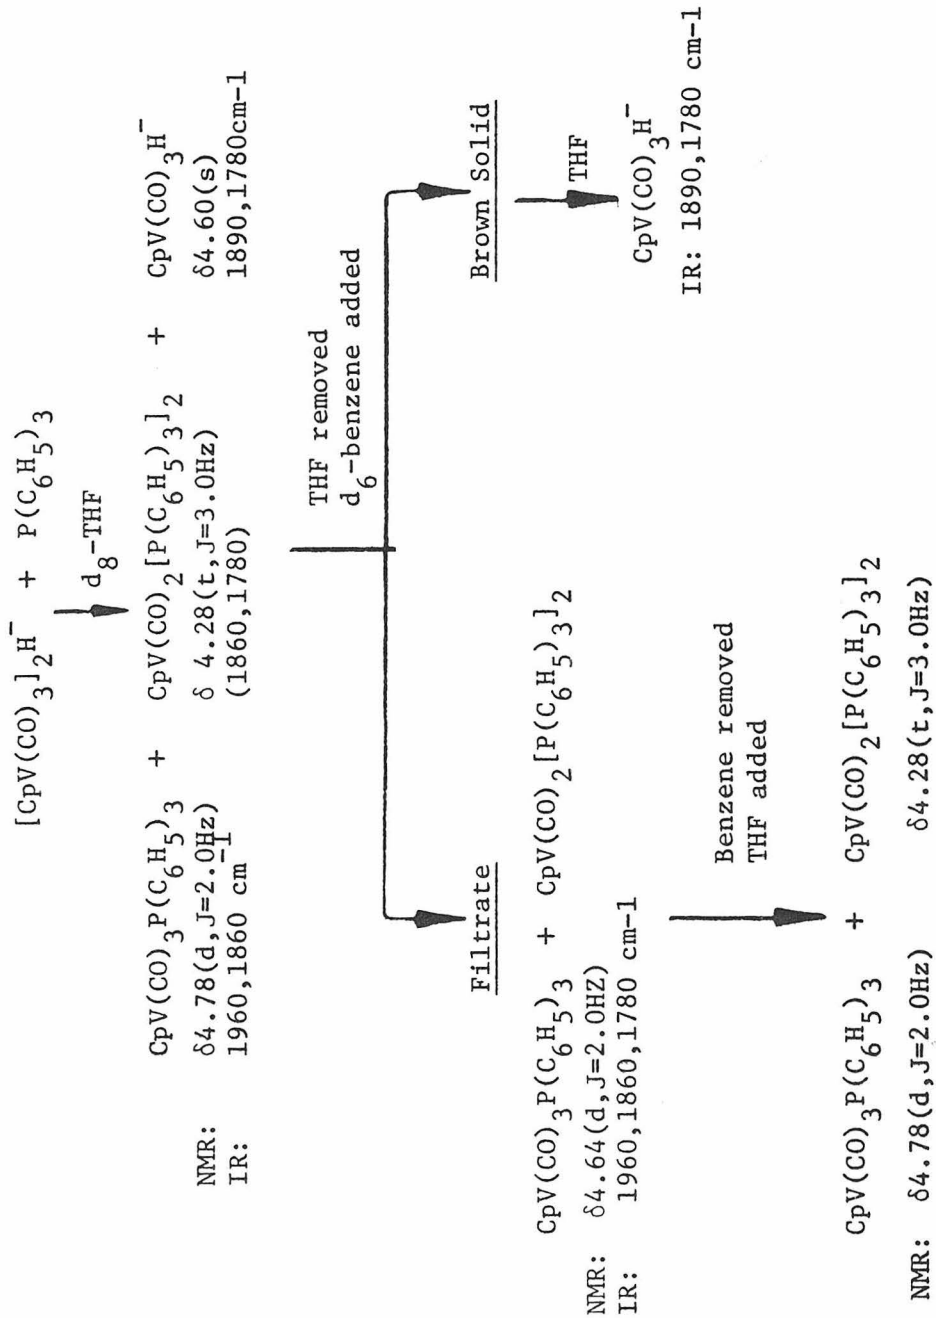 [CpV(CO)3]2H- + P(C6H5)3
d8-THF
CpV(CO)3P(C6H5)3 + CpV(CO)2[P(C6H5)3]2 + CpV(CO)3H-
NMR: δ4.78(d,J=2.0Hz) δ 4.28(t,J=3.0Hz) δ4.60(s)
IR: 1960,1860 cm-1 (1860,1780) 1890,1780cm-1
THF removed
d6-benzene added
Filtrate
Brown Solid
CpV(CO)3P(C6H5)3 + CpV(CO)2[P(C6H5)3]2
NMR: δ4.64(d,J=2.0HZ)
IR: 1960,1860,1780 cm-1
THF
CpV(CO)3H-
IR: 1890,1780 cm-1
Benzene removed
THF added
CpV(CO)3P(C6H5)3 + CpV(CO)2[P(C6H5)3]2
NMR: δ4.78(d,J=2.0Hz) δ4.28(t,J=3.0Hz)